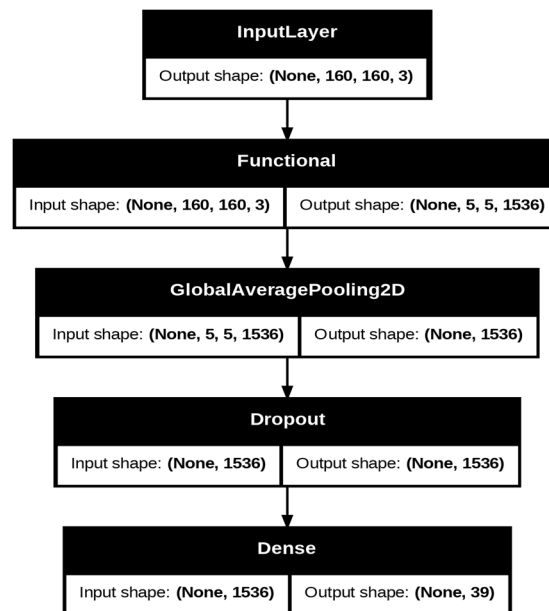 InputLayer
Output shape: (None, 160, 160, 3)
Functional
Input shape: (None, 160, 160, 3) Output shape: (None, 5, 5, 1536)
GlobalAveragePooling2D
Input shape: (None, 5, 5, 1536) Output shape: (None, 1536)
Dropout
Input shape: (None, 1536) Output shape: (None, 1536)
Dense
Input shape: (None, 1536) Output shape: (None, 39)